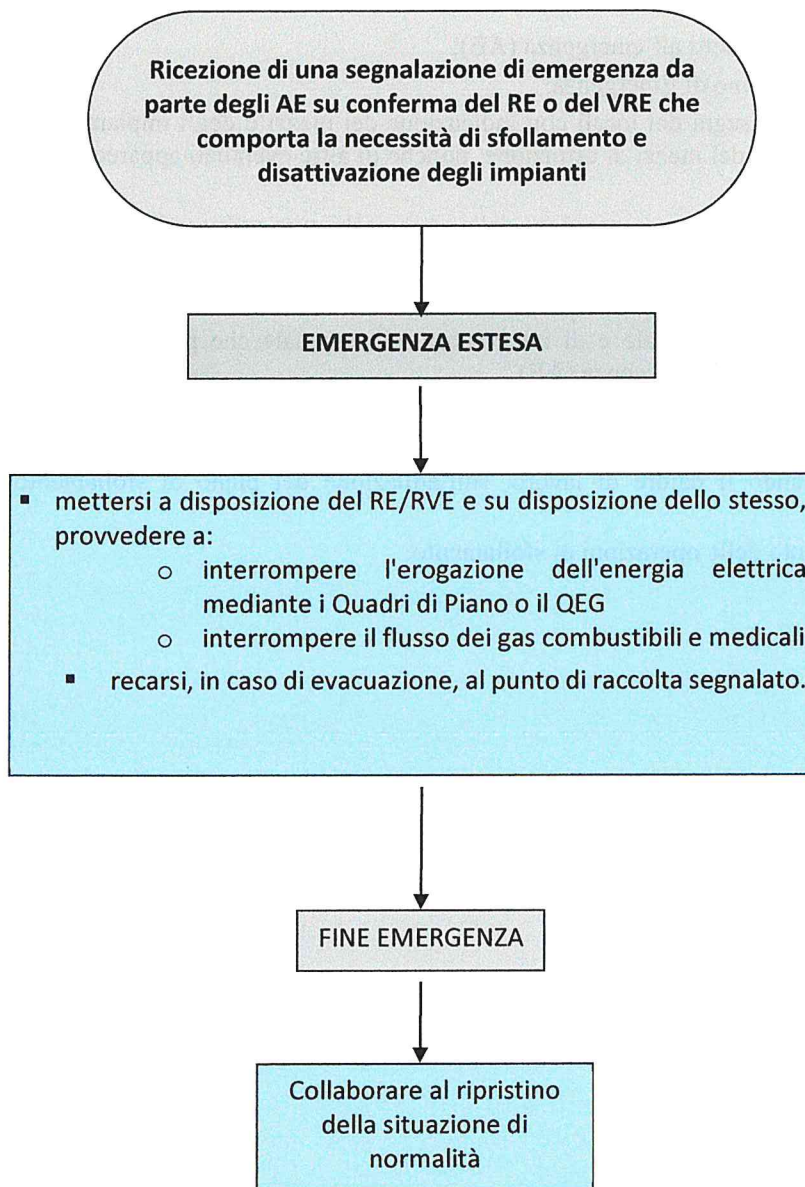 Ricezione di una segnalazione di emergenza da
parte degli AE su conferma del RE o del VRE che
comporta la necessità di sfollamento e
disattivazione degli impianti
EMERGENZA ESTESA
▪ mettersi a disposizione del RE/RVE e su disposizione dello stesso,
provvedere a:
o interrompere l'erogazione dell'energia elettrica
mediante i Quadri di Piano o il QEG
o interrompere il flusso dei gas combustibili e medicali
▪ recarsi, in caso di evacuazione, al punto di raccolta segnalato.
FINE EMERGENZA
Collaborare al ripristino
della situazione di
normalità